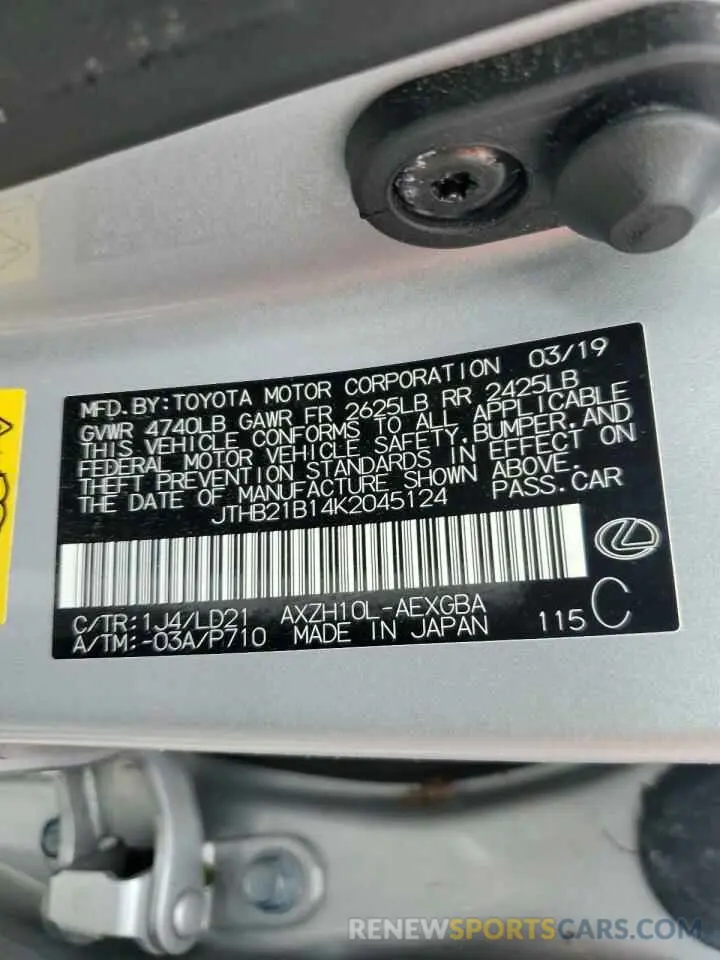 MFD. BY: TOYOTA MOTOR CORPORATION 03/19
GVWR 4740LB GAWR FR 2625LB RR 2425LB
THIS VEHICLE CONFORMS TO ALL APPLICABLE
FEDERAL MOTOR VEHICLE SAFETY, BUMPER, AND
THEFT PREVENTION STANDARDS IN EFFECT ON
THE DATE OF MANUFACTURE SHOWN ABOVE.
JTHB21B14K2045124 PASS. CAR
C/TR: 1J4/LD21 AXZH10L-AEXGBA
A/TM: -03A/P710 MADE IN JAPAN 115 C
RENEWSPORTSCARS.COM